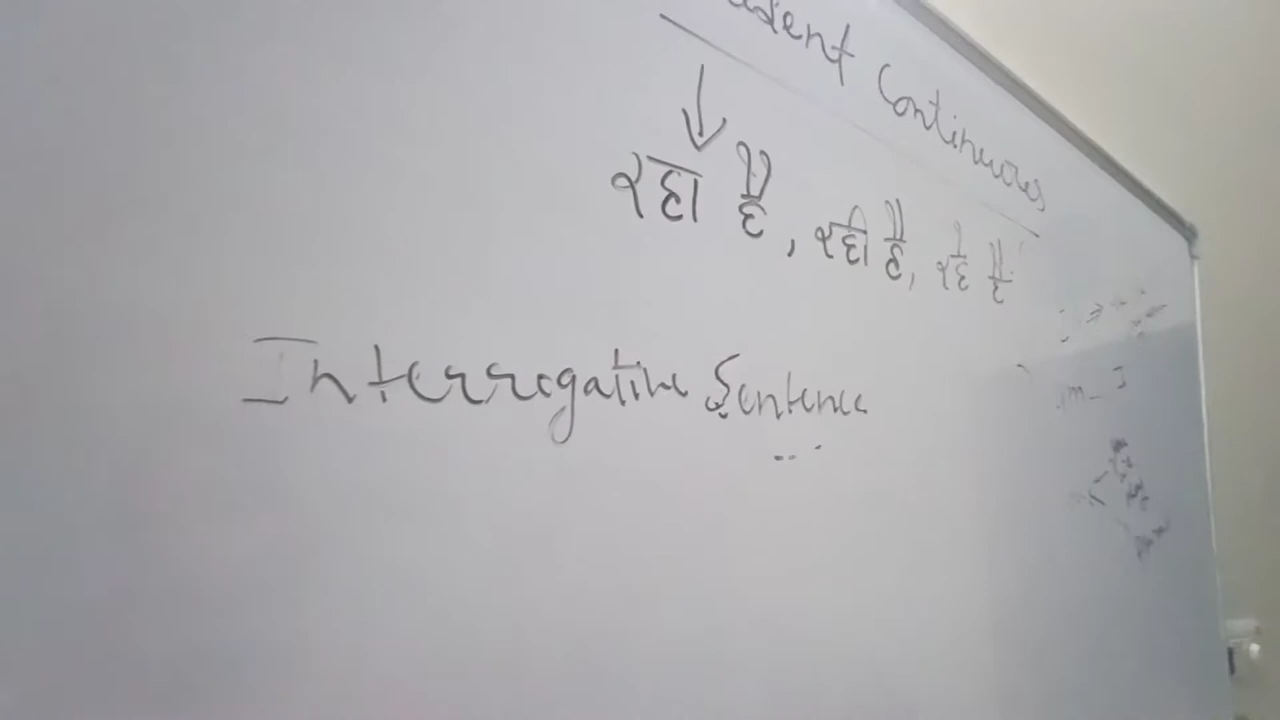 Continuous
↓
रहा है, रही है, रहे है
Interrogative Sentence